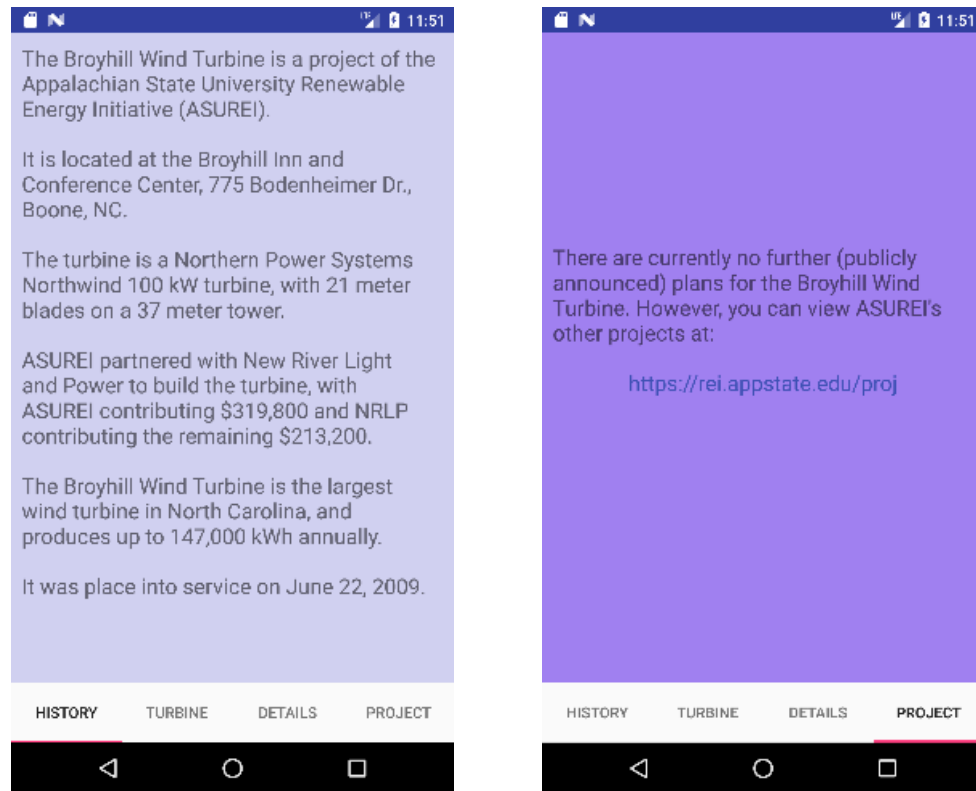 11:51
The Broyhill Wind Turbine is a project of the
Appalachian State University Renewable
Energy Initiative (ASUREI).
It is located at the Broyhill Inn and
Conference Center, 775 Bodenheimer Dr.,
Boone, NC.
The turbine is a Northern Power Systems
Northwind 100 kW turbine, with 21 meter
blades on a 37 meter tower.
ASUREI partnered with New River Light
and Power to build the turbine, with
ASUREI contributing $319,800 and NRLP
contributing the remaining $213,200.
The Broyhill Wind Turbine is the largest
wind turbine in North Carolina, and
produces up to 147,000 kWh annually.
It was place into service on June 22, 2009.
HISTORY TURBINE DETAILS PROJECT
11:51
There are currently no further (publicly
announced) plans for the Broyhill Wind
Turbine. However, you can view ASUREI's
other projects at:
https://rei.appstate.edu/proj
HISTORY TURBINE DETAILS PROJECT